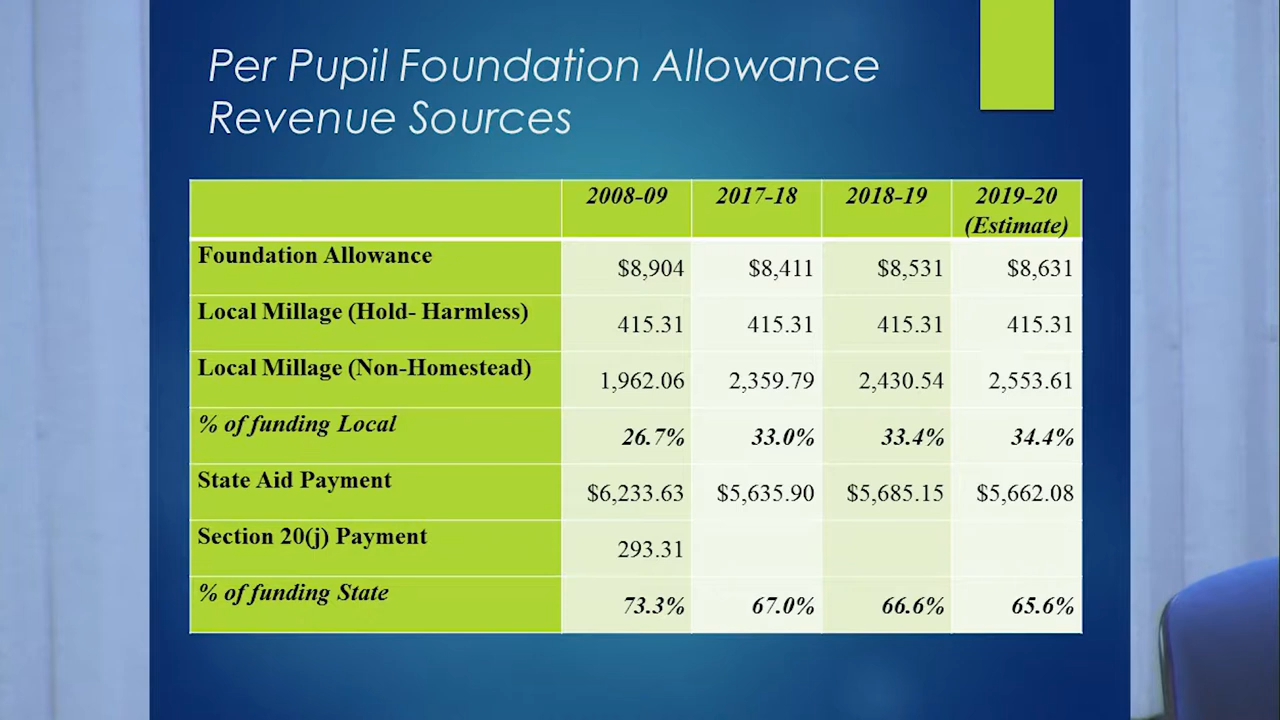 Per Pupil Foundation Allowance
Revenue Sources
2008-09 2017-18 2018-19 2019-20
(Estimate)
Foundation Allowance $8,904 $8,411 $8,531 $8,631
Local Millage (Hold- Harmless) 415.31 415.31 415.31 415.31
Local Millage (Non-Homestead) 1,962.06 2,359.79 2,430.54 2,553.61
% of funding Local 26.7% 33.0% 33.4% 34.4%
State Aid Payment $6,233.63 $5,635.90 $5,685.15 $5,662.08
Section 20(j) Payment 293.31
% of funding State 73.3% 67.0% 66.6% 65.6%